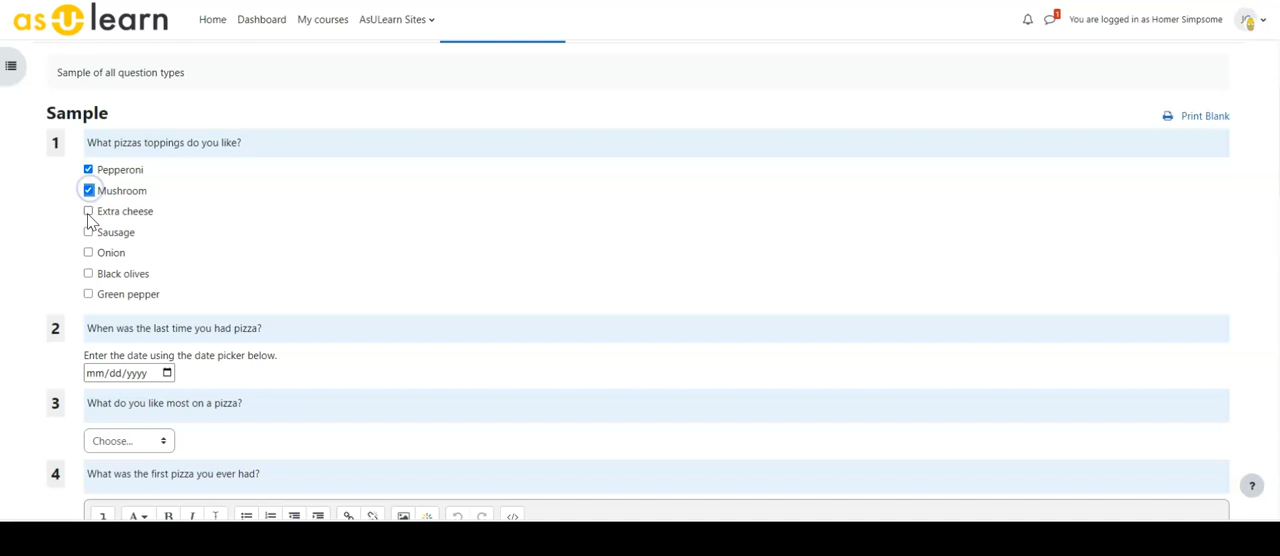 asulearn Home Dashboard My courses AsULearn Sites 1 You are logged in as Homer Simpsome
Sample of all question types
Sample
Print Blank
1 What pizzas toppings do you like?
Pepperoni
Mushroom
Extra cheese
Sausage
Onion
Black olives
Green pepper
2 When was the last time you had pizza?
Enter the date using the date picker below.
mm/dd/yyyy
3 What do you like most on a pizza?
Choose...
4 What was the first pizza you ever had?
?
A B I T </>